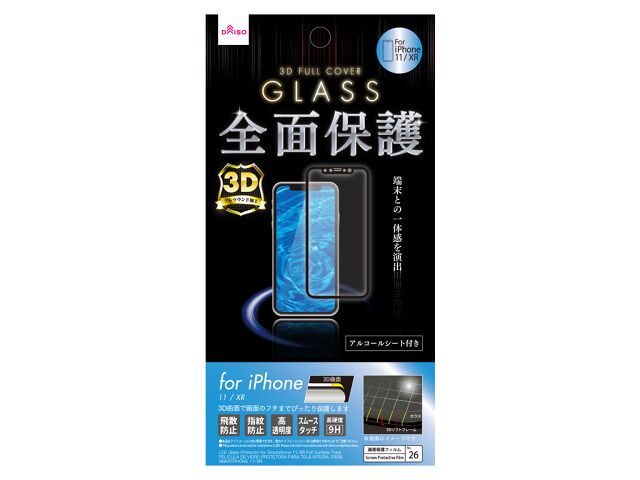 DAISO
For
iPhone
11/XR
3D FULL COVER
GLASS
全面保護
3D
フルラウンド加工
端末との一体感を演出
アルコールシート付き
for iPhone
11 / XR
3D曲面
3D曲面で画面のフチまでぴったり保護します
飛散防止
指紋防止
高透明度
スムースタッチ
高硬度9H
ガラス
3Dソフトフレーム
※画像はイメージです
LCD Glass Protector for Smartphone 11/XR Full Surface Type
PELICULA DE VIDRO PROTETORA PARA TELA INTEIRA, PARA
SMARTPHONE 11/XR
画面保護フィルム
Screen Protective Film
No.
26